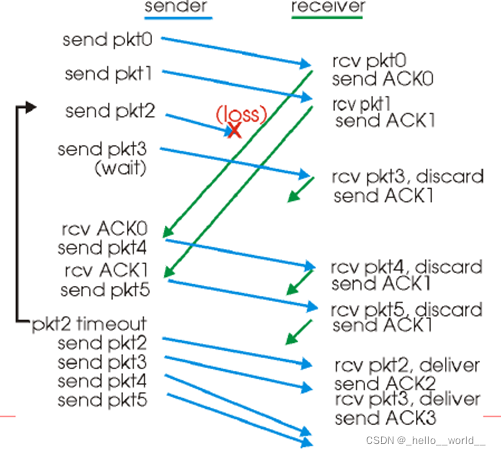 sender
receiver
send pkt0
send pkt1
send pkt2
(loss)
X
send pkt3
(wait)
rcv ACK0
send pkt4
rcv ACK1
send pkt5
pkt2 timeout
send pkt2
send pkt3
send pkt4
send pkt5
rcv pkt0
send ACK0
rcv pkt1
send ACK1
rcv pkt3, discard
send ACK1
rcv pkt4, discard
send ACK1
rcv pkt5, discard
send ACK1
rcv pkt2, deliver
send ACK2
rcv pkt3, deliver
send ACK3
CSDN @_hello__world__